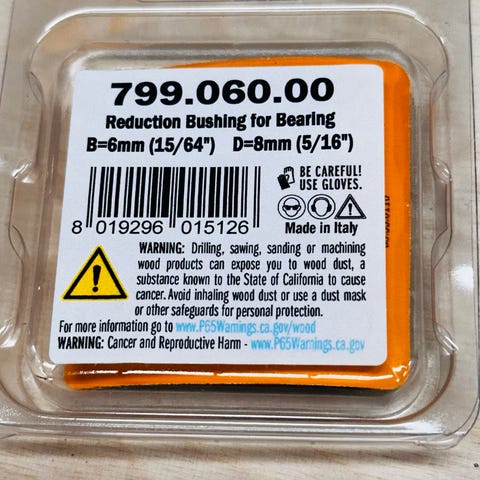 799.060.00
Reduction Bushing for Bearing
B=6mm (15/64") D=8mm (5/16")
BE CAREFUL!
USE GLOVES.
Made in Italy
8 019296 015126
WARNING: Drilling, sawing, sanding or machining
wood products can expose you to wood dust, a
substance known to the State of California to cause
cancer. Avoid inhaling wood dust or use a dust mask
or other safeguards for personal protection.
For more information go to www.P65Warnings.ca.gov/wood
WARNING: Cancer and Reproductive Harm - www.P65Warnings.ca.gov